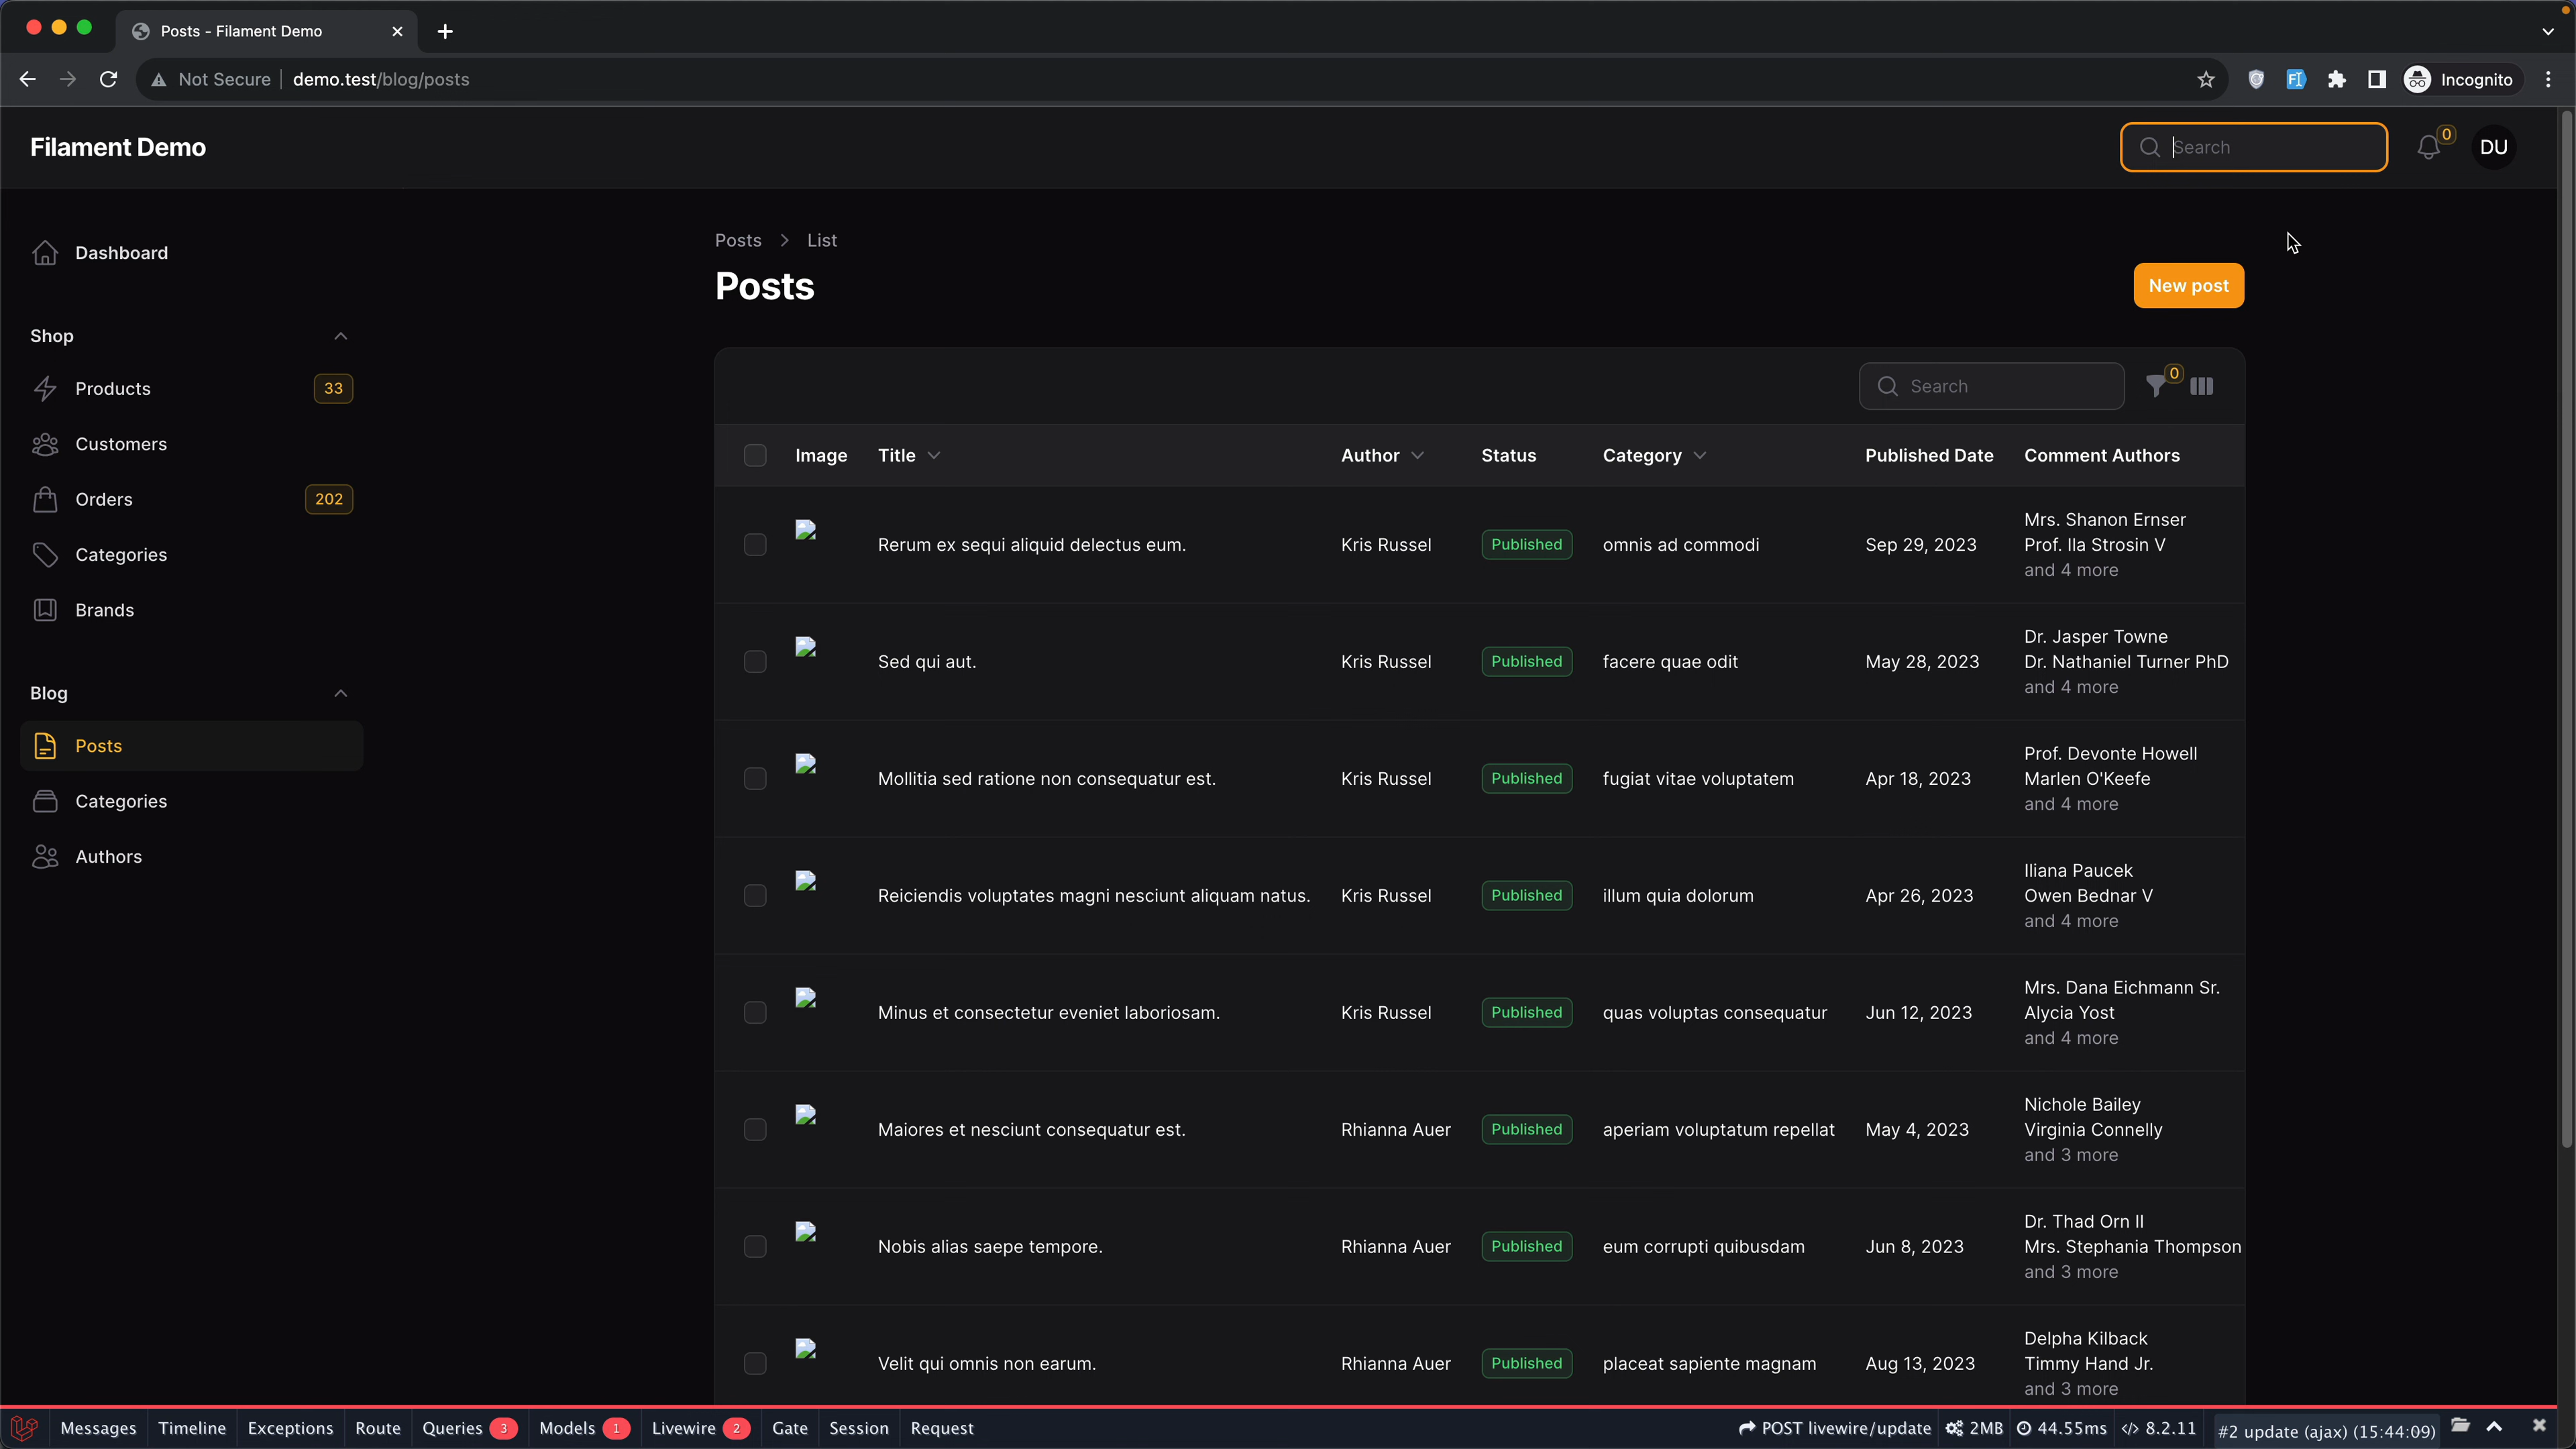 Posts - Filament Demo
Not Secure demo.test/blog/posts Incognito
Filament Demo Search 0 DU
Dashboard
Shop
Products 33
Customers
Orders 202
Categories
Brands
Blog
Posts
Categories
Authors
Posts List
Posts New post
Search 0
Image Title Author Status Category Published Date Comment Authors
Rerum ex sequi aliquid delectus eum. Kris Russel Published omnis ad commodi Sep 29, 2023
Mrs. Shanon Ernser
Prof. Ila Strosin V
and 4 more
Sed qui aut. Kris Russel Published facere quae odit May 28, 2023
Dr. Jasper Towne
Dr. Nathaniel Turner PhD
and 4 more
Mollitia sed ratione non consequatur est. Kris Russel Published fugiat vitae voluptatem Apr 18, 2023
Prof. Devonte Howell
Marlen O'Keefe
and 4 more
Reiciendis voluptates magni nesciunt aliquam natus. Kris Russel Published illum quia dolorum Apr 26, 2023
Iliana Paucek
Owen Bednar V
and 4 more
Minus et consectetur eveniet laboriosam. Kris Russel Published quas voluptas consequatur Jun 12, 2023
Mrs. Dana Eichmann Sr.
Alycia Yost
and 4 more
Maiores et nesciunt consequatur est. Rhianna Auer Published aperiam voluptatum repellat May 4, 2023
Nichole Bailey
Virginia Connelly
and 3 more
Nobis alias saepe tempore. Rhianna Auer Published eum corrupti quibusdam Jun 8, 2023
Dr. Thad Orn II
Mrs. Stephania Thompson
and 3 more
Velit qui omnis non earum. Rhianna Auer Published placeat sapiente magnam Aug 13, 2023
Delpha Kilback
Timmy Hand Jr.
and 3 more
Messages Timeline Exceptions Route Queries 3 Models 1 Livewire 2 Gate Session Request POST livewire/update 2MB 44.55ms 8.2.11 #2 update (ajax) (15:44:09)